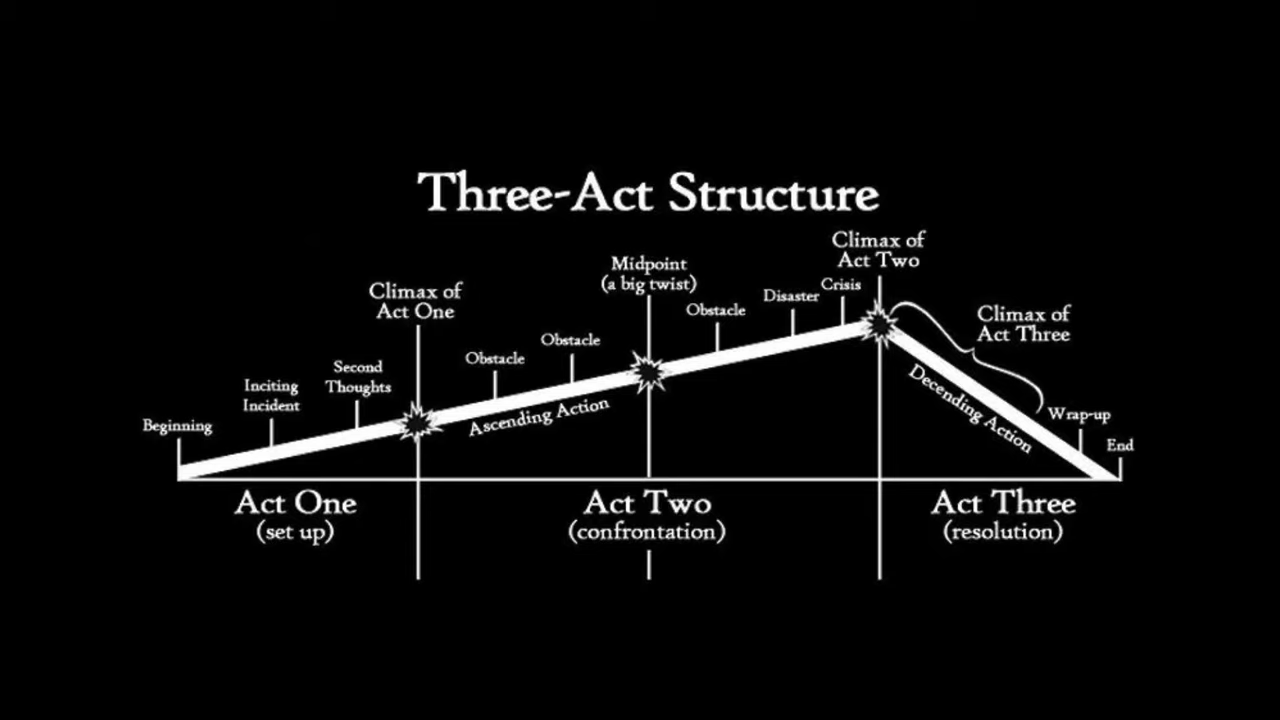 Three-Act Structure
Beginning
Inciting
Incident
Second
Thoughts
Climax of
Act One
Obstacle
Obstacle
Ascending Action
Midpoint
(a big twist)
Obstacle
Disaster
Crisis
Climax of
Act Two
Climax of
Act Three
Decending Action
Wrap-up
End
Act One
(set up)
Act Two
(confrontation)
Act Three
(resolution)